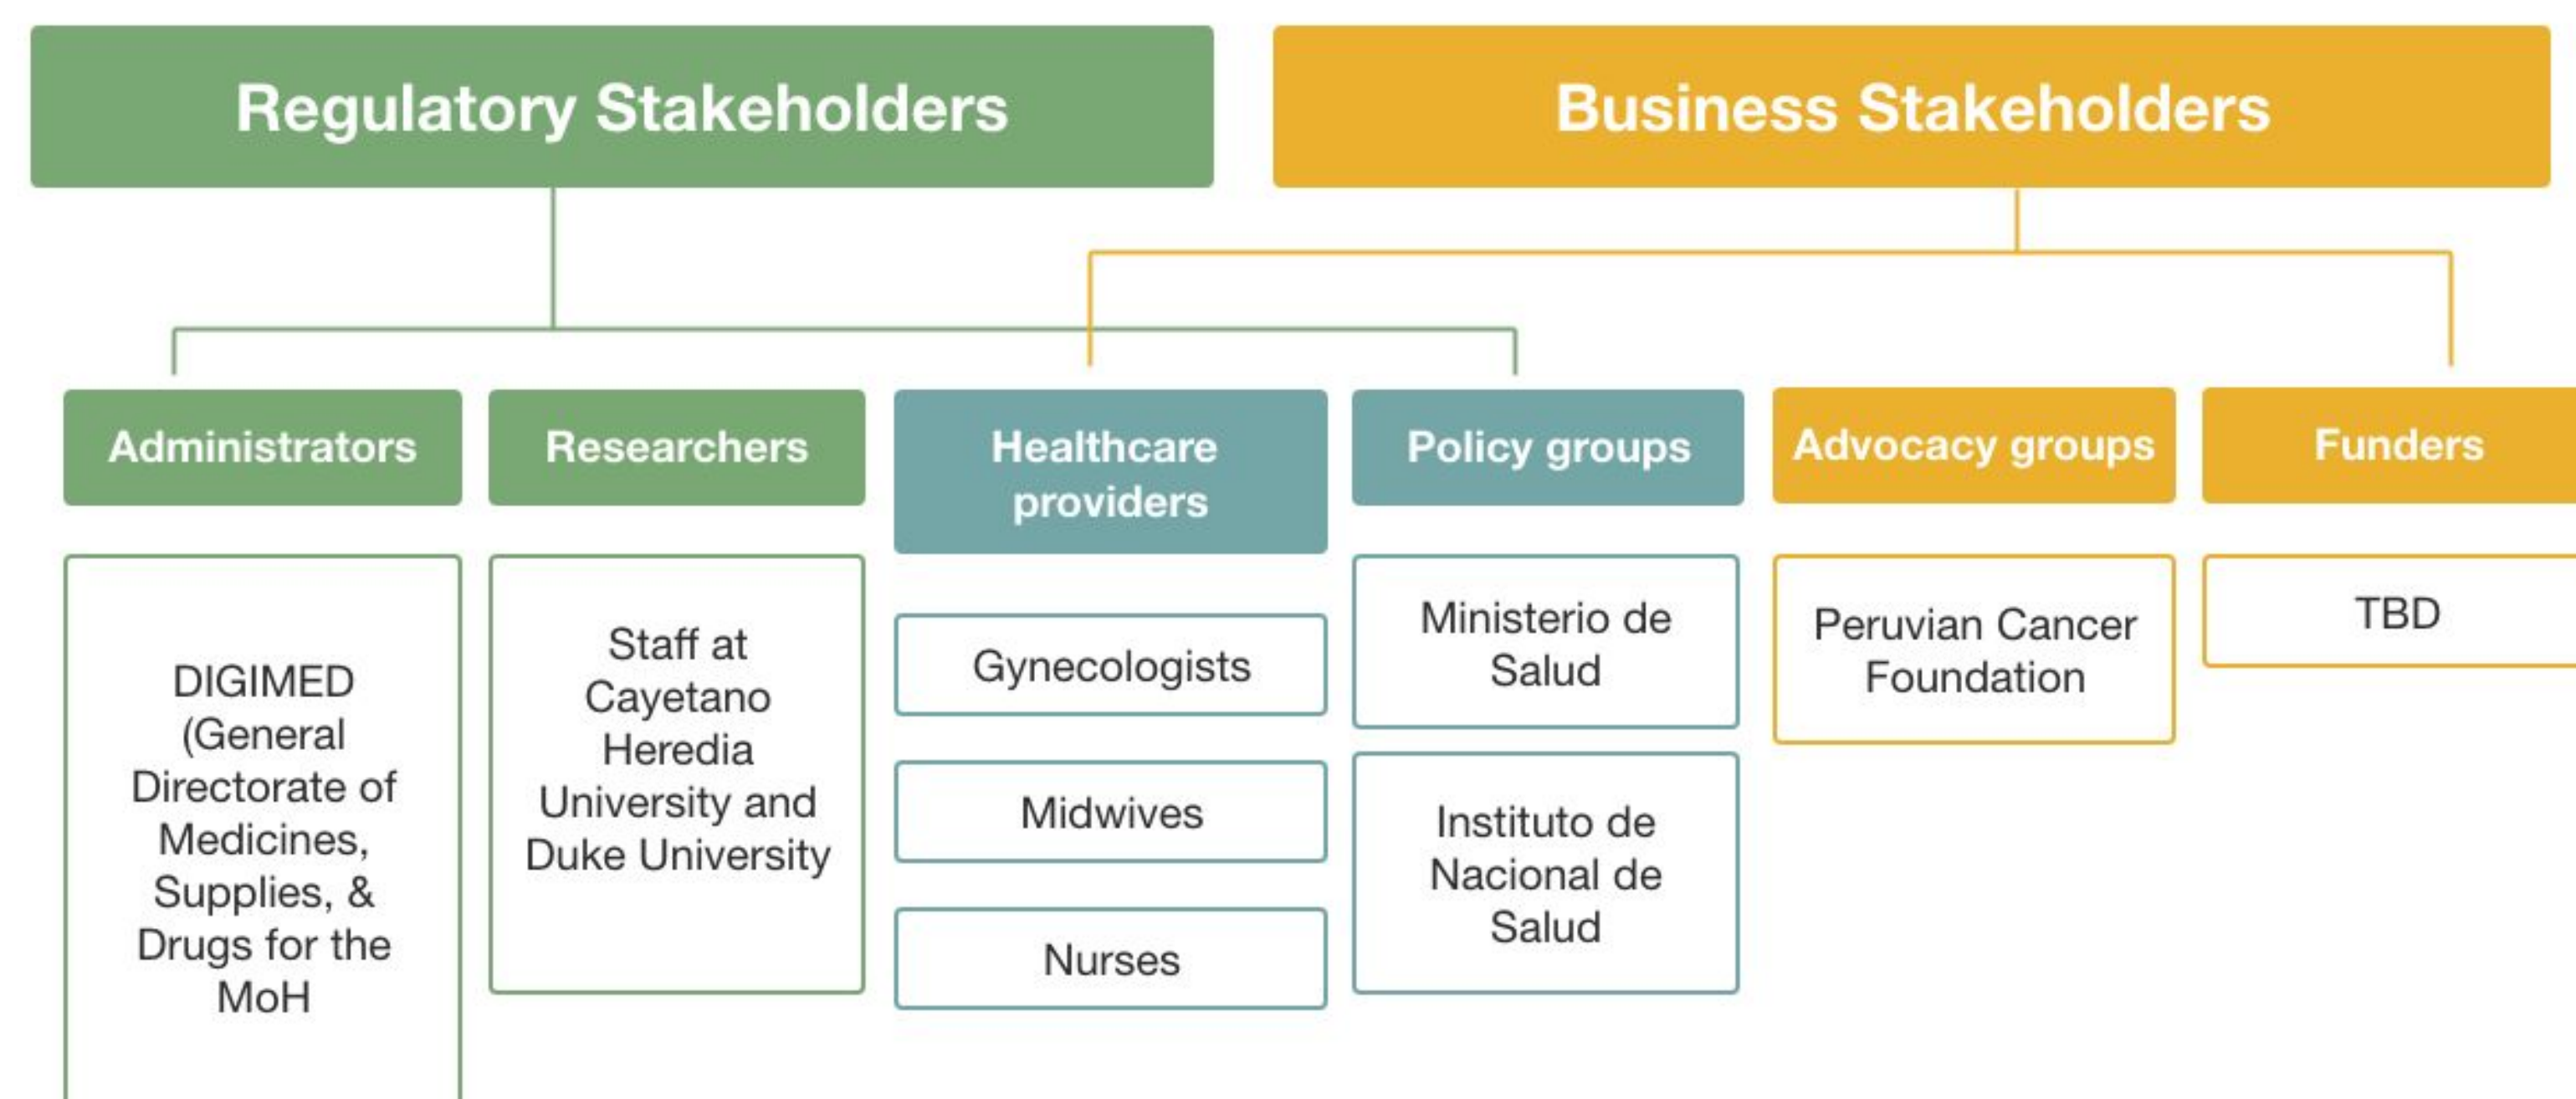 Regulatory Stakeholders
Business Stakeholders
Administrators
Researchers
Healthcare
providers
Policy groups
Advocacy groups
Funders
DIGIMED
(General
Directorate of
Medicines,
Supplies, &
Drugs for the
MoH
Staff at
Cayetano
Heredia
University and
Duke University
Gynecologists
Midwives
Nurses
Ministerio de
Salud
Instituto de
Nacional de
Salud
Peruvian Cancer
Foundation
TBD